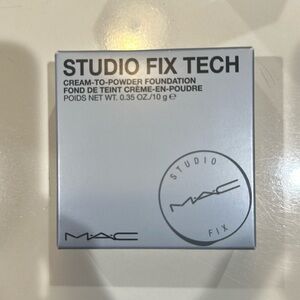 STUDIO FIX TECH
CREAM-TO-POWDER FOUNDATION
FOND DE TEINT CRÈME-EN-POUDRE
POIDS NET WT. 0.35 OZ./10 g ℮
STUDIO
MAC
FIX
MAC